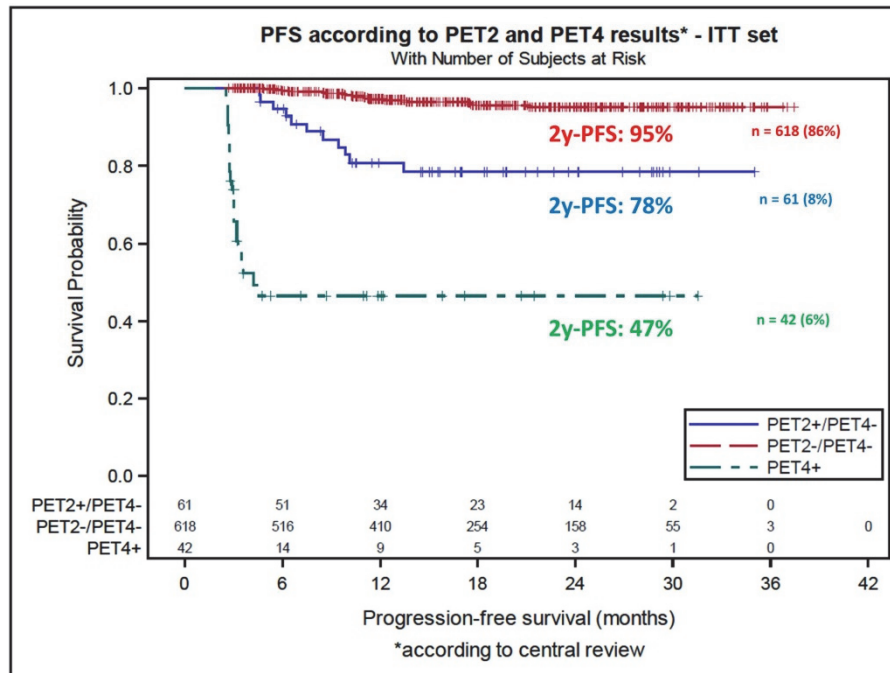 PFS according to PET2 and PET4 results* - ITT set
With Number of Subjects at Risk
1.0
0.8
0.6
0.4
0.2
0.0
Survival Probability
2y-PFS: 95%
n = 618 (86%)
2y-PFS: 78%
n = 61 (8%)
2y-PFS: 47%
n = 42 (6%)
PET2+/PET4-
PET2-/PET4-
PET4+
PET2+/PET4- 61 51 34 23 14 2 0
PET2-/PET4- 618 516 410 254 158 55 3 0
PET4+ 42 14 9 5 3 1 0
0 6 12 18 24 30 36 42
Progression-free survival (months)
*according to central review